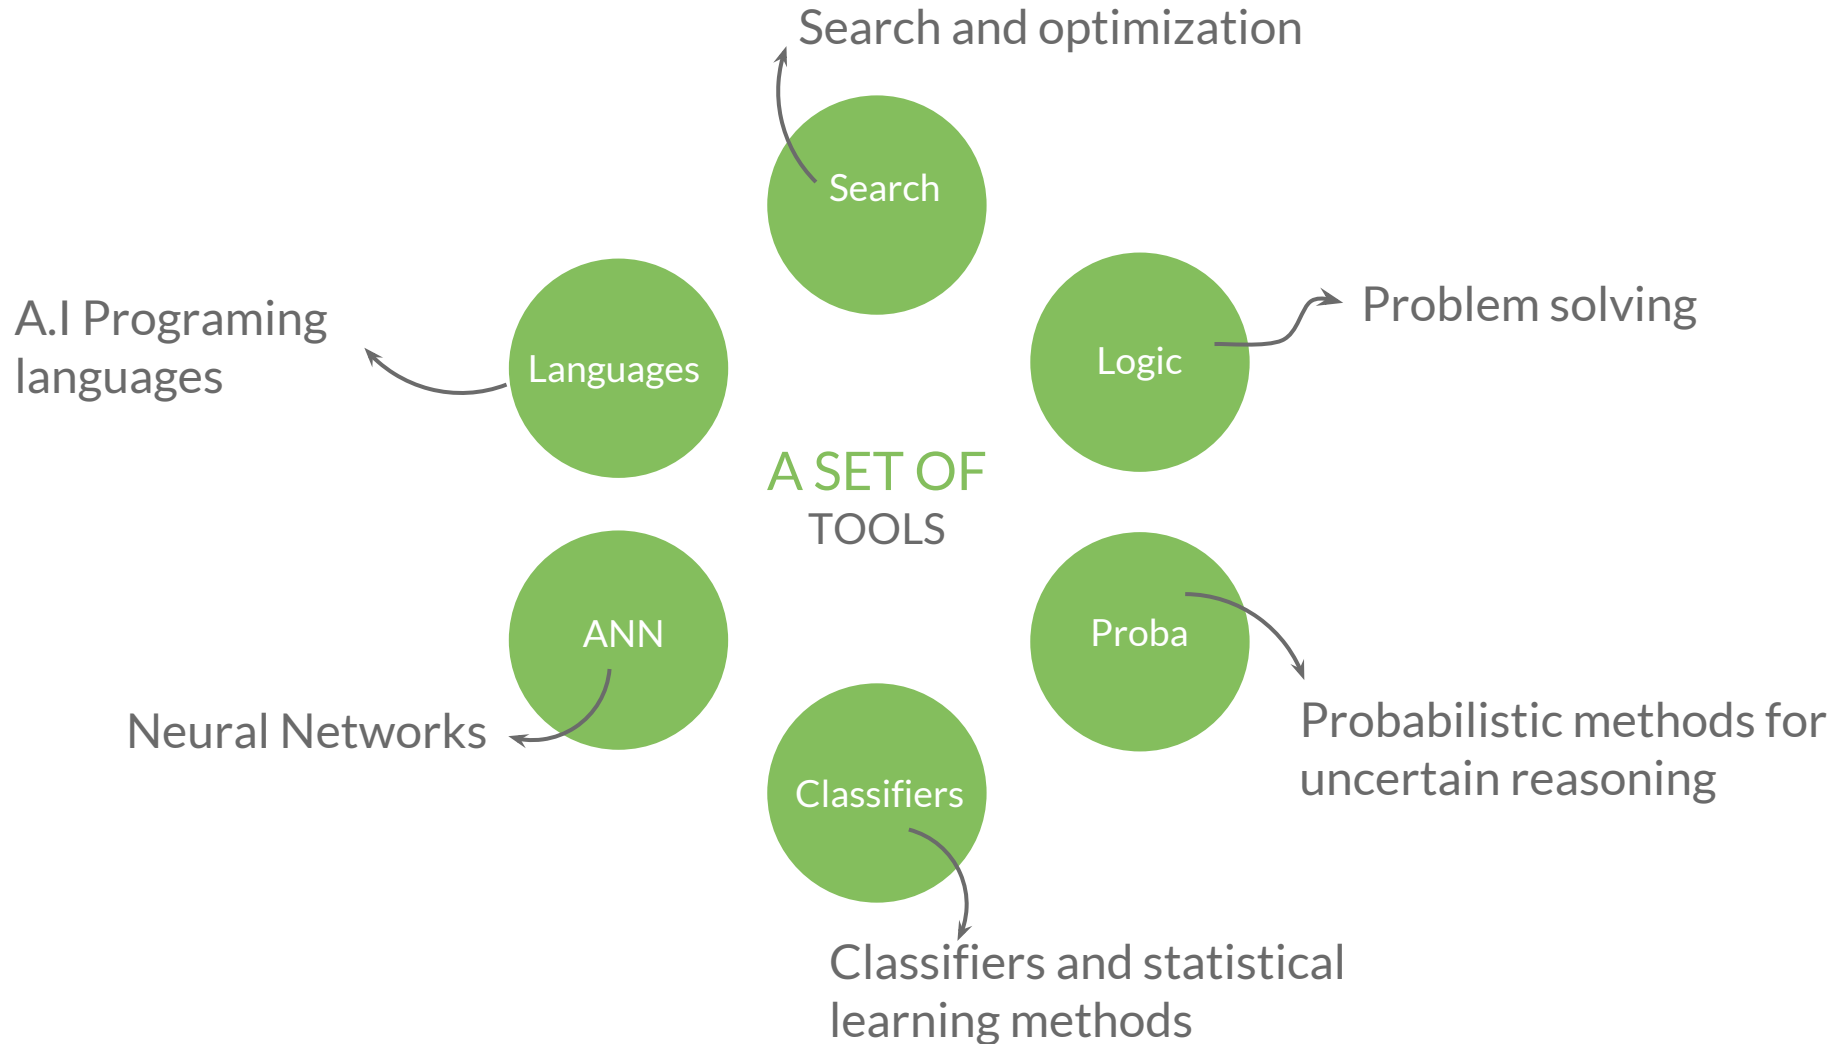 Search and optimization
Search
Logic
Problem solving
A.I Programing
languages
Languages
A SET OF
TOOLS
ANN
Neural Networks
Proba
Probabilistic methods for
uncertain reasoning
Classifiers
Classifiers and statistical
learning methods